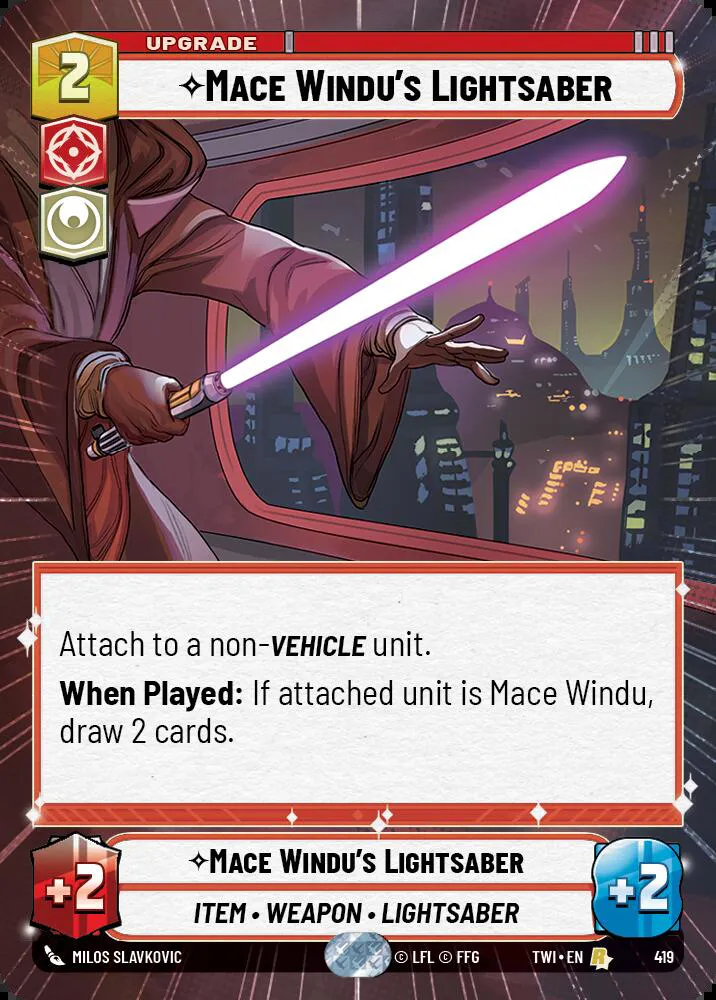 UPGRADE
2
✧MACE WINDU'S LIGHTSABER
Attach to a non-VEHICLE unit.
When Played: If attached unit is Mace Windu,
draw 2 cards.
+2
✧MACE WINDU'S LIGHTSABER
+2
ITEM • WEAPON • LIGHTSABER
MILOS SLAVKOVIC © LFL © FFG TWI • EN R 419